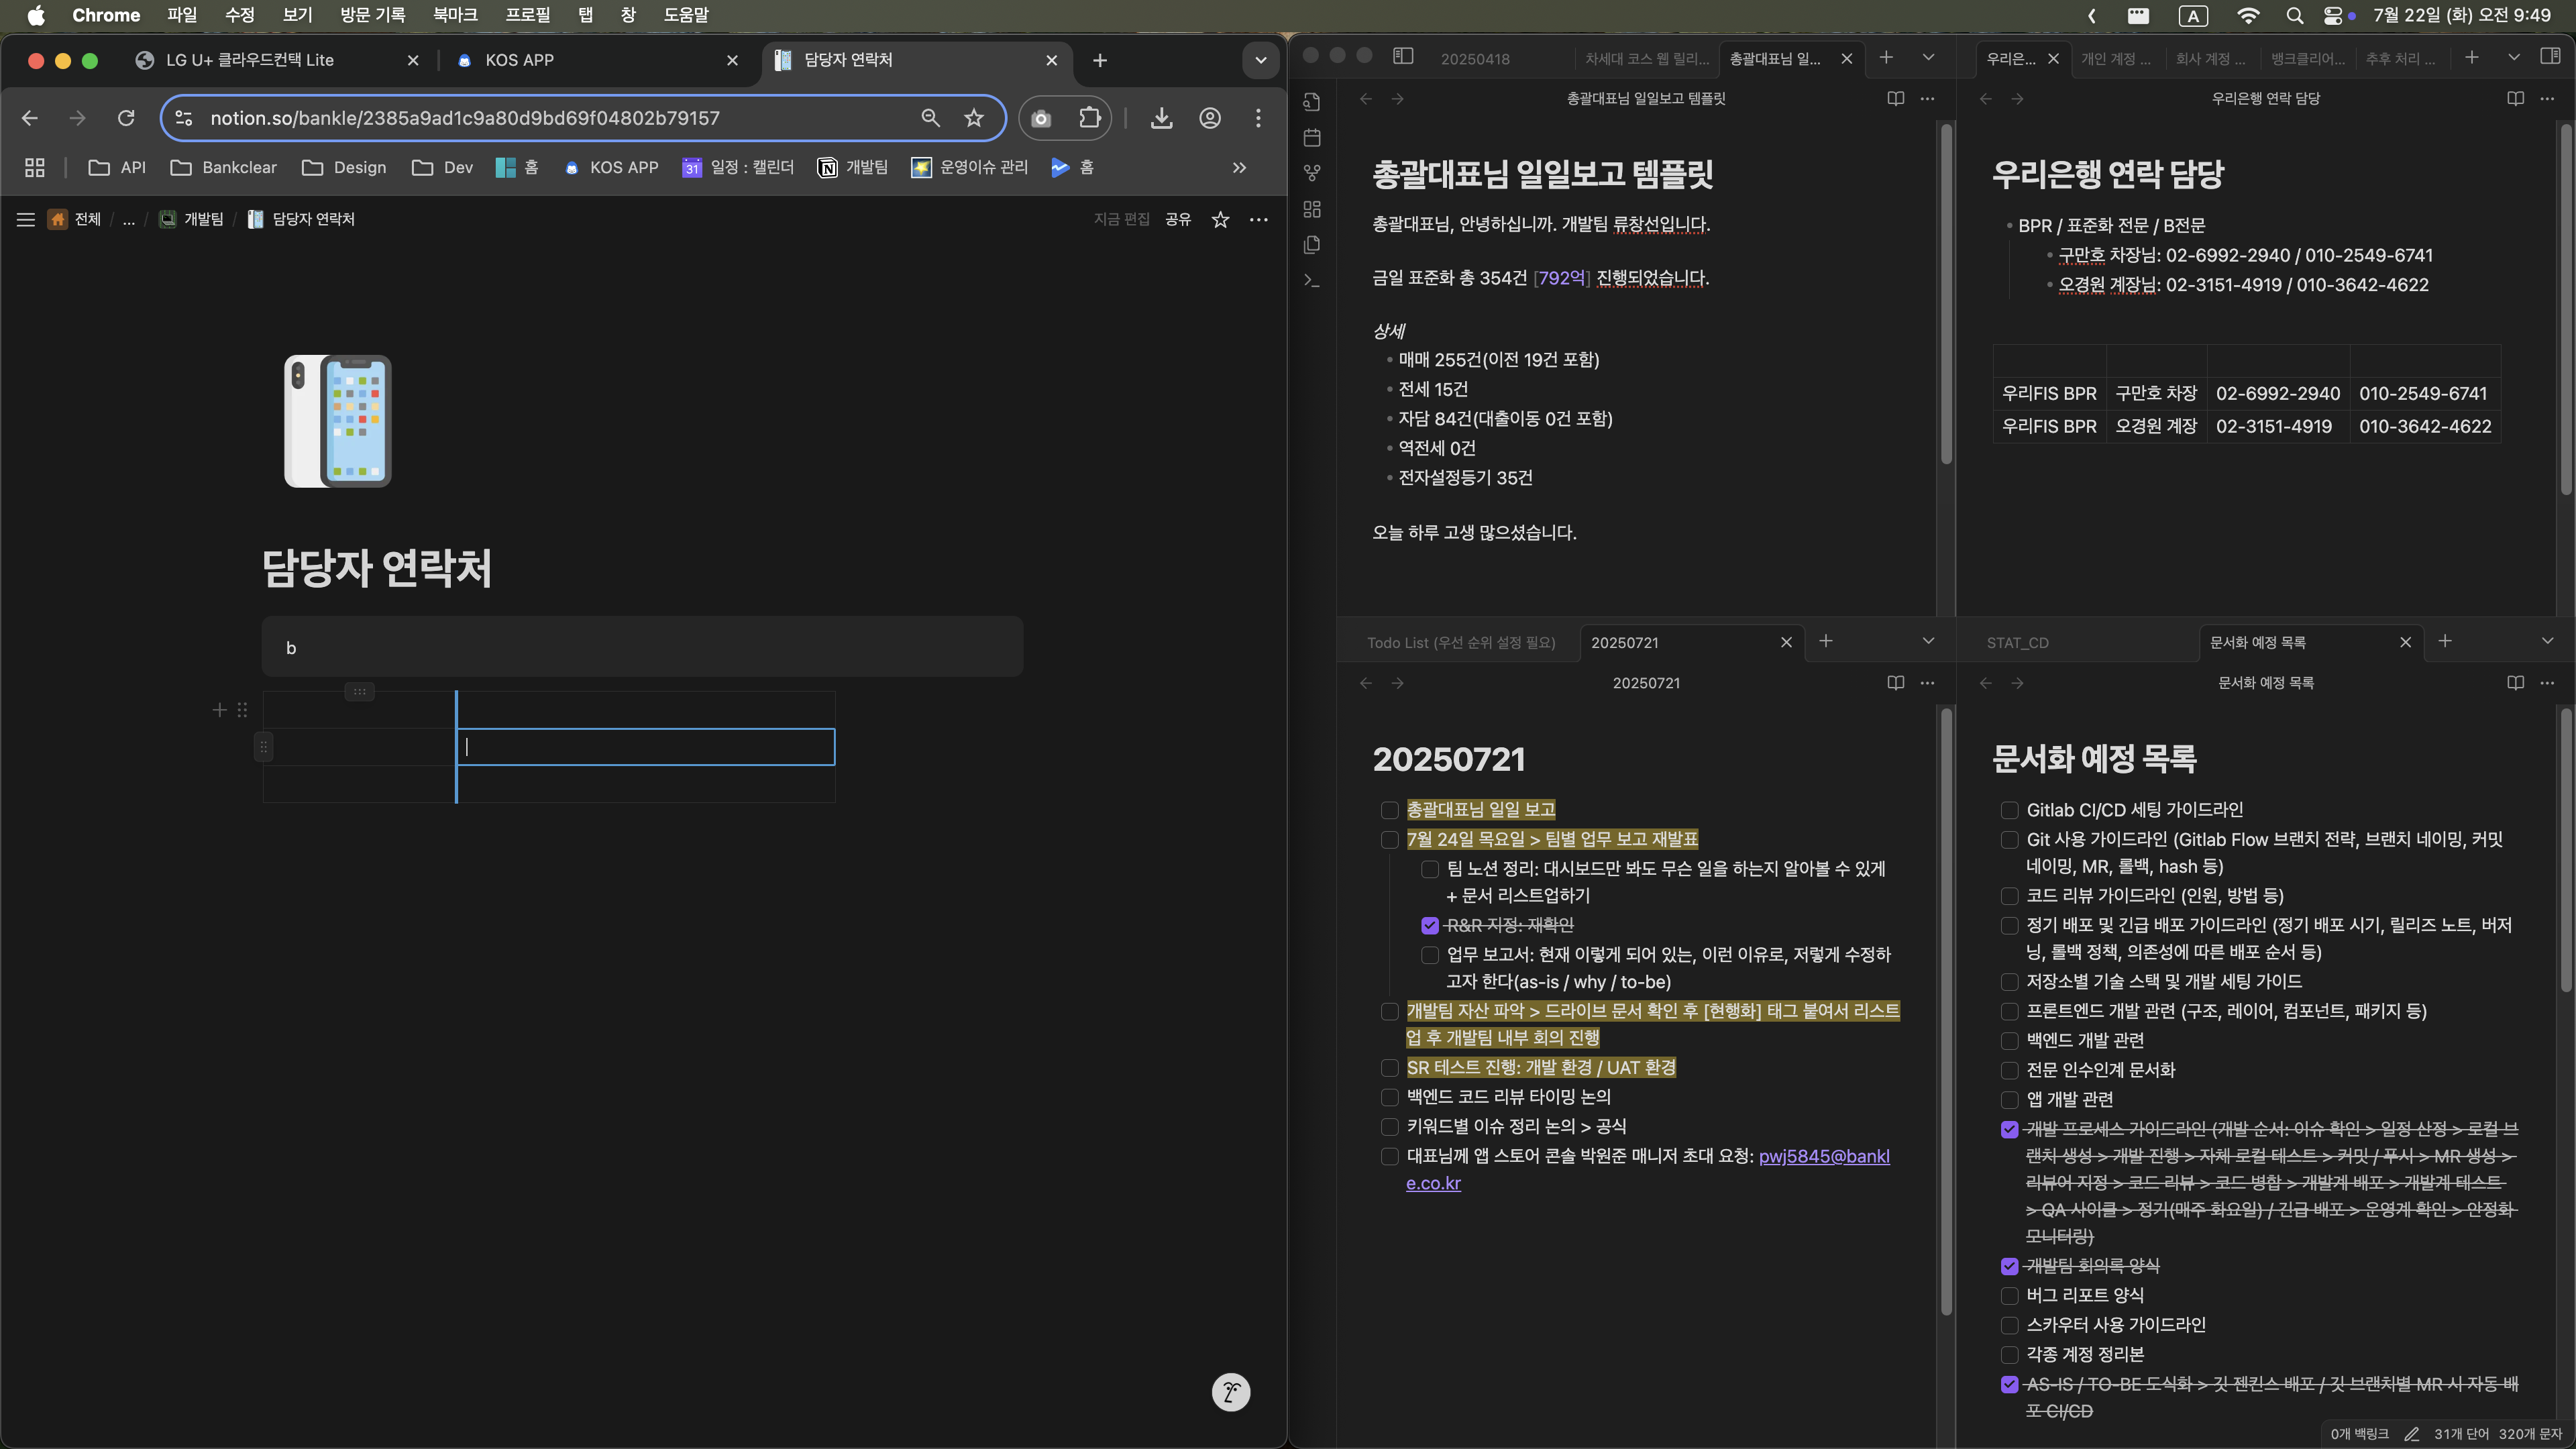 Chrome 파일 수정 보기 방문 기록 북마크 프로필 탭 창 도움말
A 7월 22일 (화) 오전 9:49
LG U+ 클라우드컨택 Lite
KOS APP
담당자 연락처
notion.so/bankle/2385a9ad1c9a80d9bd69f04802b79157
API Bankclear Design Dev 홈 KOS APP 31 일정 : 캘린더 개발팀 운영이슈 관리 홈
전체 / ... / 개발팀 / 담당자 연락처
지금 편집 공유
담당자 연락처
b
20250418 차세대 코스 웹 릴리... 총괄대표님 일...
총괄대표님 일일보고 템플릿
총괄대표님 일일보고 템플릿
총괄대표님, 안녕하십니까. 개발팀 류창선입니다.
금일 표준화 총 354건 [792억] 진행되었습니다.
상세
매매 255건(이전 19건 포함)
전세 15건
자담 84건(대출이동 0건 포함)
역전세 0건
전자설정등기 35건
오늘 하루 고생 많으셨습니다.
우리은... 개인 계정 ... 회사 계정 ... 뱅크클리어... 추후 처리 ...
우리은행 연락 담당
우리은행 연락 담당
BPR / 표준화 전문 / B전문
구만호 차장님: 02-6992-2940 / 010-2549-6741
오경원 계장님: 02-3151-4919 / 010-3642-4622
우리FIS BPR 구만호 차장 02-6992-2940 010-2549-6741
우리FIS BPR 오경원 계장 02-3151-4919 010-3642-4622
Todo List (우선 순위 설정 필요) 20250721
20250721
20250721
총괄대표님 일일 보고
7월 24일 목요일 > 팀별 업무 보고 재발표
팀 노션 정리: 대시보드만 봐도 무슨 일을 하는지 알아볼 수 있게
+ 문서 리스트업하기
R&R 지정: 재확인
업무 보고서: 현재 이렇게 되어 있는, 이런 이유로, 저렇게 수정하
고자 한다(as-is / why / to-be)
개발팀 자산 파악 > 드라이브 문서 확인 후 [현행화] 태그 붙여서 리스트
업 후 개발팀 내부 회의 진행
SR 테스트 진행: 개발 환경 / UAT 환경
백엔드 코드 리뷰 타이밍 논의
키워드별 이슈 정리 논의 > 공식
대표님께 앱 스토어 콘솔 박원준 매니저 초대 요청: pwj5845@bankl
e.co.kr
STAT_CD 문서화 예정 목록
문서화 예정 목록
문서화 예정 목록
Gitlab CI/CD 세팅 가이드라인
Git 사용 가이드라인 (Gitlab Flow 브랜치 전략, 브랜치 네이밍, 커밋
네이밍, MR, 롤백, hash 등)
코드 리뷰 가이드라인 (인원, 방법 등)
정기 배포 및 긴급 배포 가이드라인 (정기 배포 시기, 릴리즈 노트, 버저
닝, 롤백 정책, 의존성에 따른 배포 순서 등)
저장소별 기술 스택 및 개발 세팅 가이드
프론트엔드 개발 관련 (구조, 레이어, 컴포넌트, 패키지 등)
백엔드 개발 관련
전문 인수인계 문서화
앱 개발 관련
개발 프로세스 가이드라인 (개발 순서: 이슈 확인 > 일정 산정 > 로컬 브
랜치 생성 > 개발 진행 > 자체 로컬 테스트 > 커밋 / 푸시 > MR 생성 >
리뷰어 지정 > 코드 리뷰 > 코드 병합 > 개발계 배포 > 개발계 테스트
> QA 사이클 > 정기(매주 화요일) / 긴급 배포 > 운영계 확인 > 안정화
모니터링)
개발팀 회의록 양식
버그 리포트 양식
스카우터 사용 가이드라인
각종 계정 정리본
AS-IS / TO-BE 도식화 > 깃 젠킨스 배포 / 깃 브랜치별 MR 시 자동 배
포 CI/CD
0개 백링크 31개 단어 320개 문자